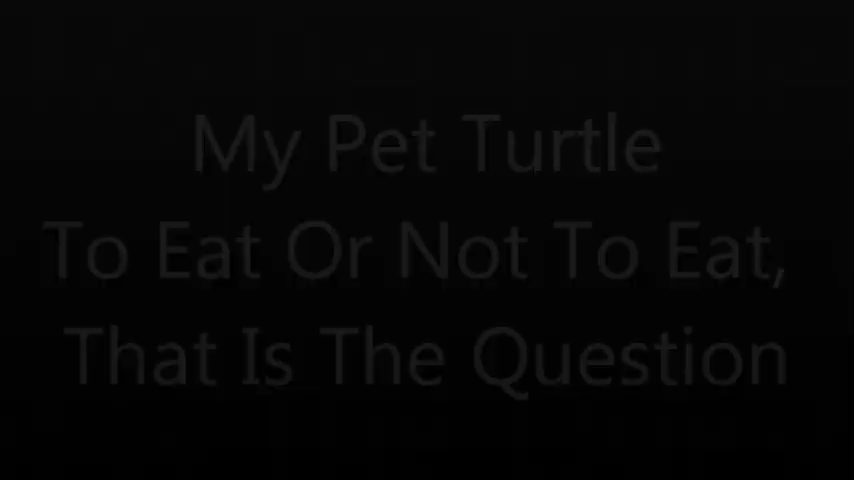 My Pet Turtle
To Eat Or Not To Eat,
That Is The Question